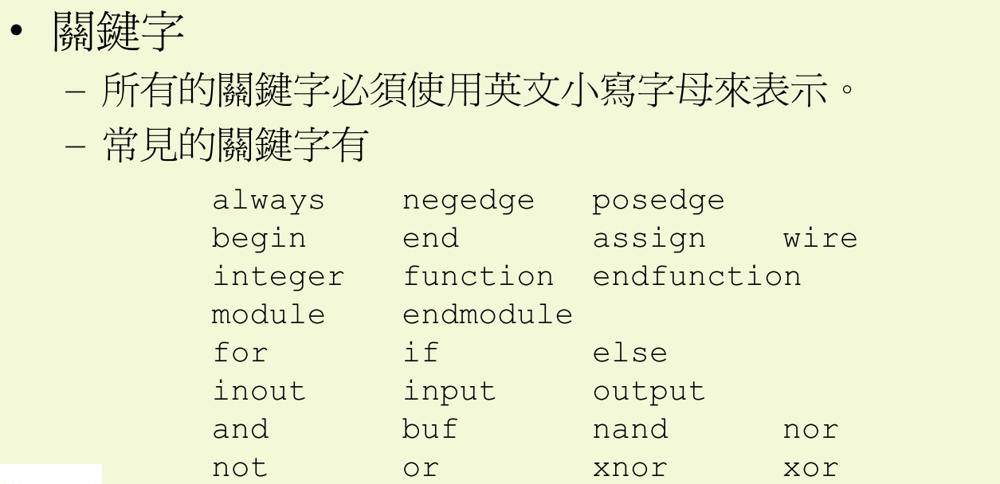 • 關鍵字
– 所有的關鍵字必須使用英文小寫字母來表示。
– 常見的關鍵字有
always negedge posedge
begin end assign wire
integer function endfunction
module endmodule
for if else
inout input output
and buf nand nor
not or xnor xor